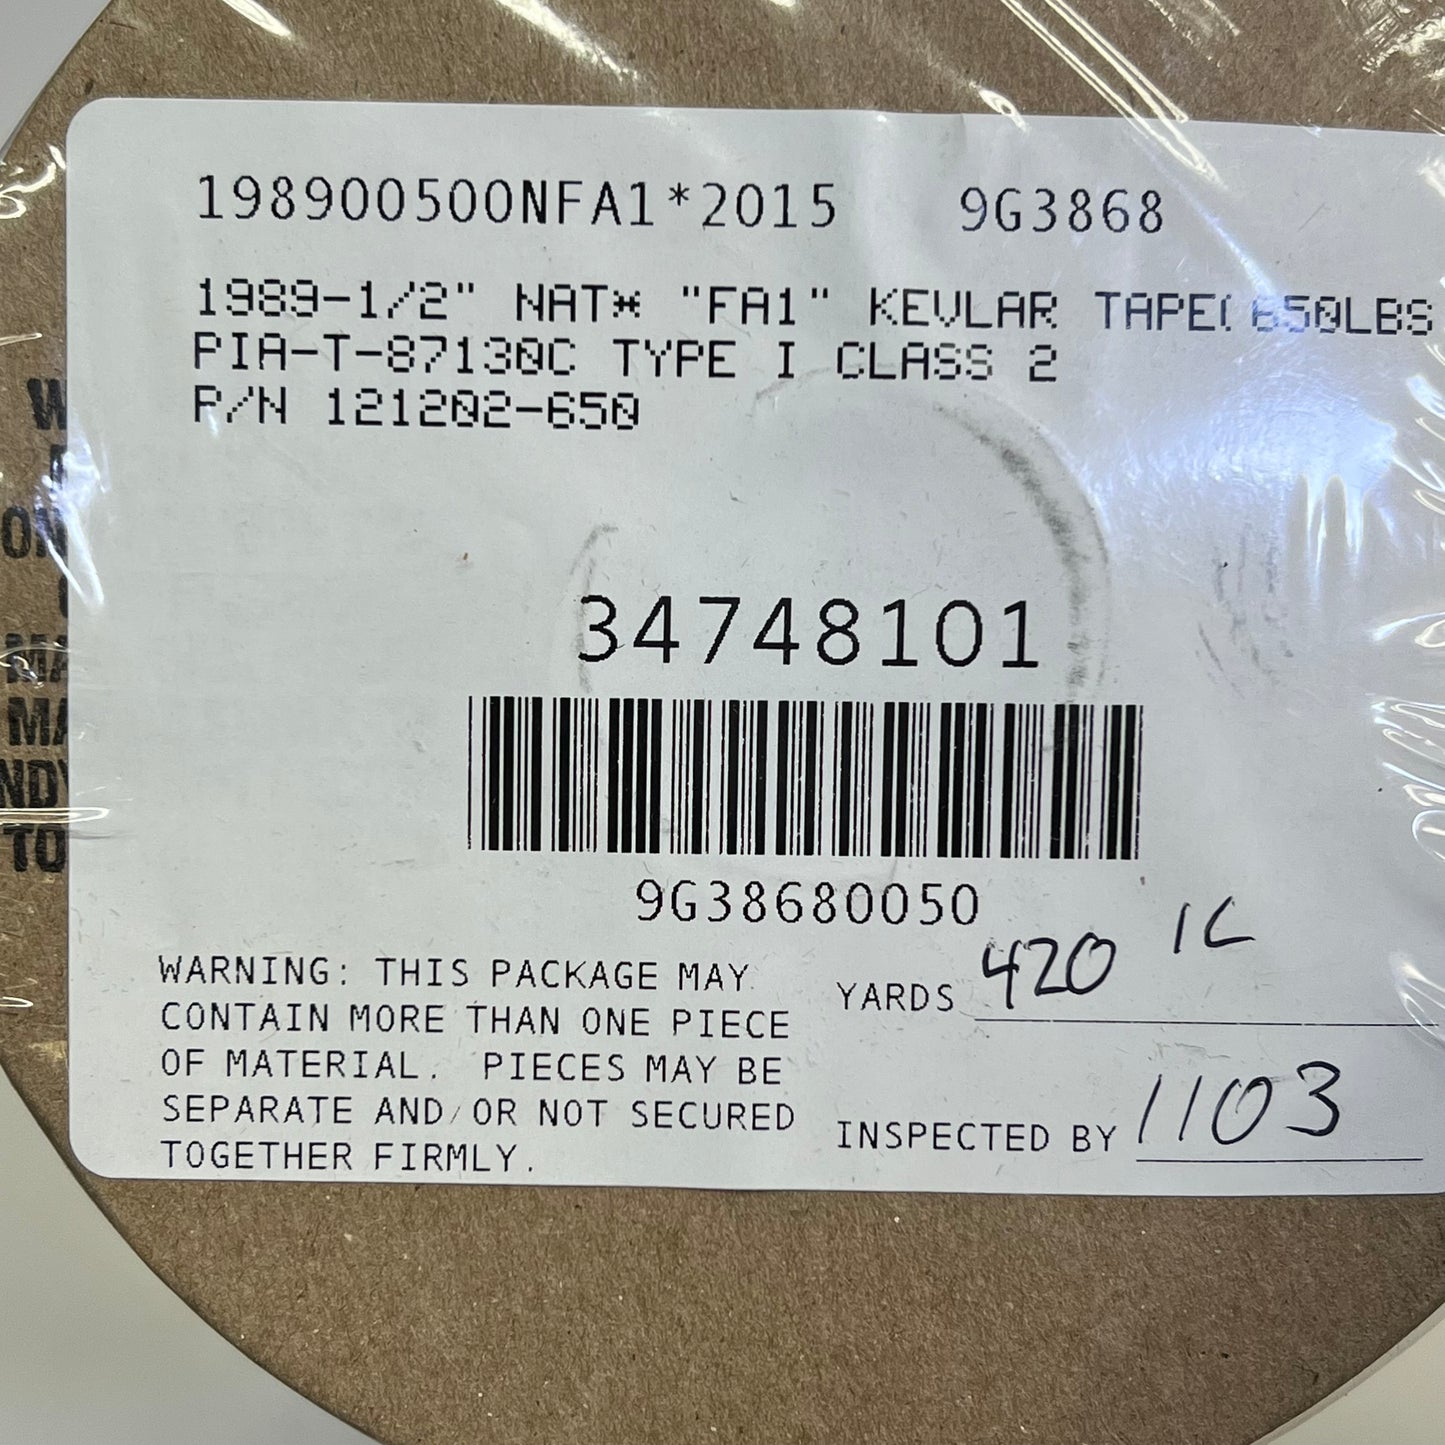 198900500NFA1*2015 9G3868
1989-1/2" NAT* "FA1" KEVLAR TAPE( 650LBS
PIA-T-87130C TYPE I CLASS 2
P/N 121202-650
34748101
9G38680050
WARNING: THIS PACKAGE MAY
CONTAIN MORE THAN ONE PIECE
OF MATERIAL. PIECES MAY BE
SEPARATE AND/OR NOT SECURED
TOGETHER FIRMLY.
YARDS 420
INSPECTED BY 1103
TO